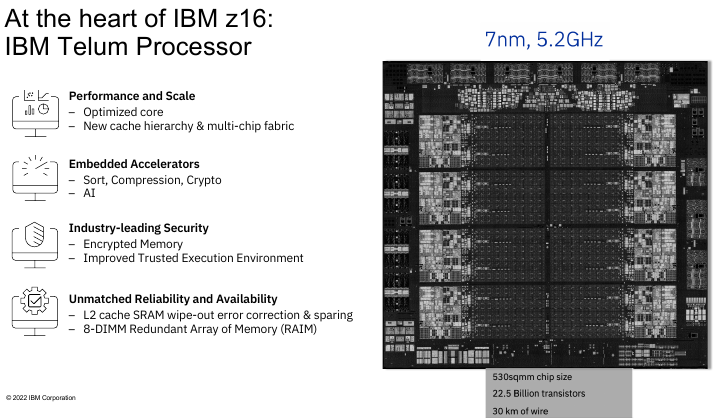 At the heart of IBM z16:
IBM Telum Processor
7nm, 5.2GHz
Performance and Scale
– Optimized core
– New cache hierarchy & multi-chip fabric
Embedded Accelerators
– Sort, Compression, Crypto
– AI
Industry-leading Security
– Encrypted Memory
– Improved Trusted Execution Environment
Unmatched Reliability and Availability
– L2 cache SRAM wipe-out error correction & sparing
– 8-DIMM Redundant Array of Memory (RAIM)
530sqmm chip size
22.5 Billion transistors
30 km of wire
© 2022 IBM Corporation